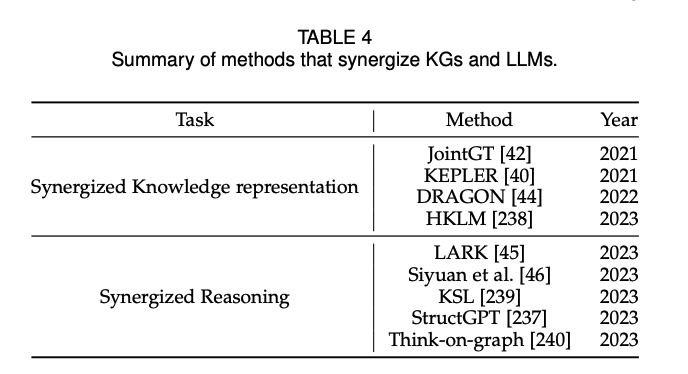 TABLE 4
Summary of methods that synergize KGs and LLMs.
Task Method Year
Synergized Knowledge representation
JointGT [42] 2021
KEPLER [40] 2021
DRAGON [44] 2022
HKLM [238] 2023
Synergized Reasoning
LARK [45] 2023
Siyuan et al. [46] 2023
KSL [239] 2023
StructGPT [237] 2023
Think-on-graph [240] 2023